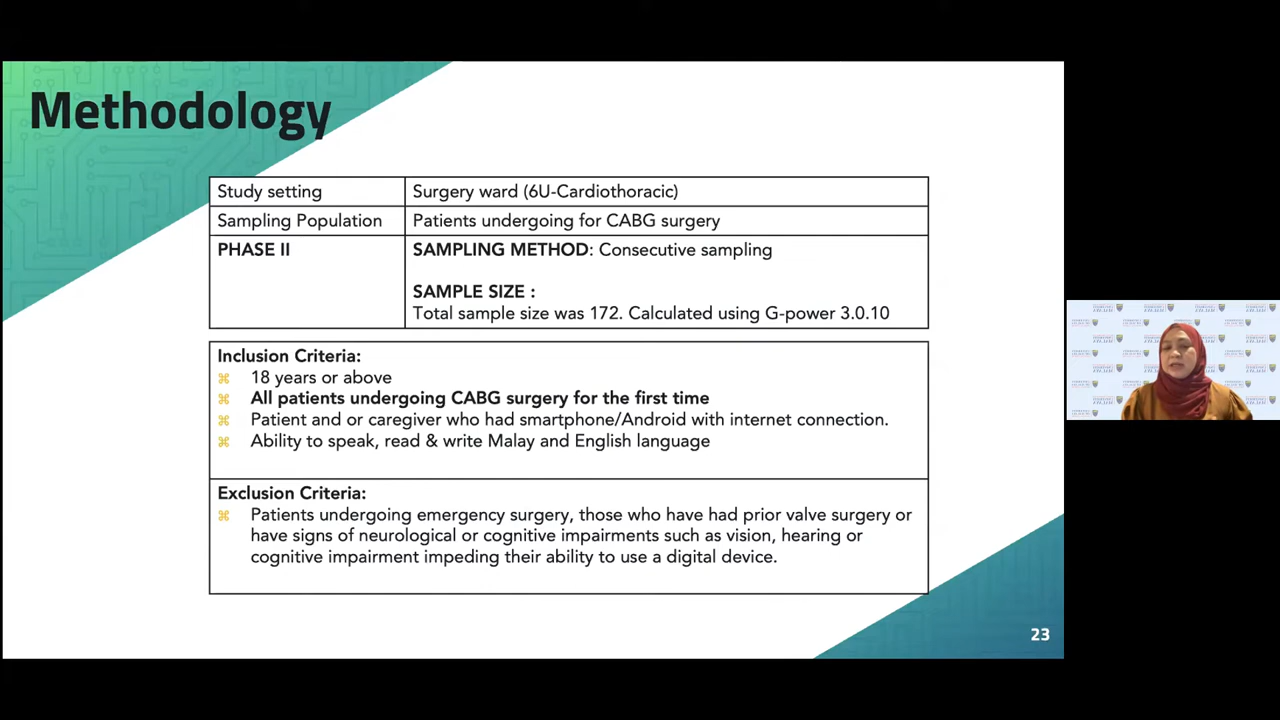 Methodology
Study setting
Surgery ward (6U-Cardiothoracic)
Sampling Population
Patients undergoing for CABG surgery
PHASE II
SAMPLING METHOD: Consecutive sampling
SAMPLE SIZE :
Total sample size was 172. Calculated using G-power 3.0.10
Inclusion Criteria:
⌘ 18 years or above
⌘ All patients undergoing CABG surgery for the first time
⌘ Patient and or caregiver who had smartphone/Android with internet connection.
⌘ Ability to speak, read & write Malay and English language
Exclusion Criteria:
⌘ Patients undergoing emergency surgery, those who have had prior valve surgery or
have signs of neurological or cognitive impairments such as vision, hearing or
cognitive impairment impeding their ability to use a digital device.
23